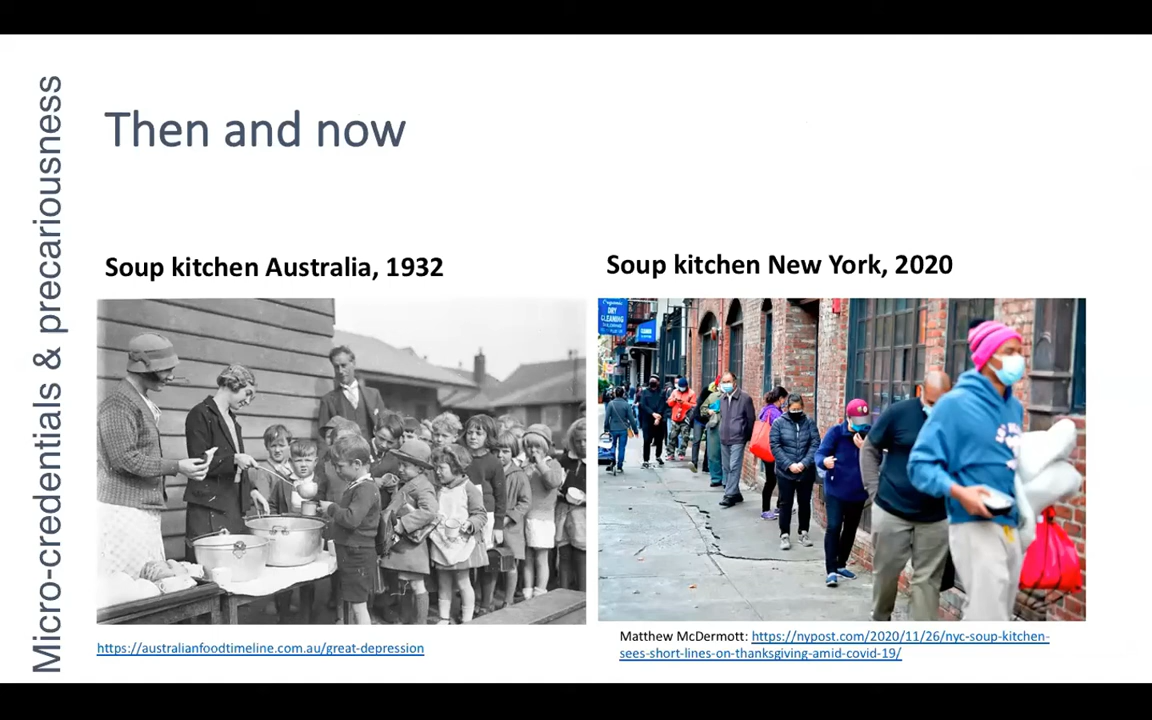 Micro-credentials & precariousness
Then and now
Soup kitchen Australia, 1932
Soup kitchen New York, 2020
DRY
CLEANING
https://australianfoodtimeline.com.au/great-depression
Matthew McDermott: https://nypost.com/2020/11/26/nyc-soup-kitchen-
sees-short-lines-on-thanksgiving-amid-covid-19/